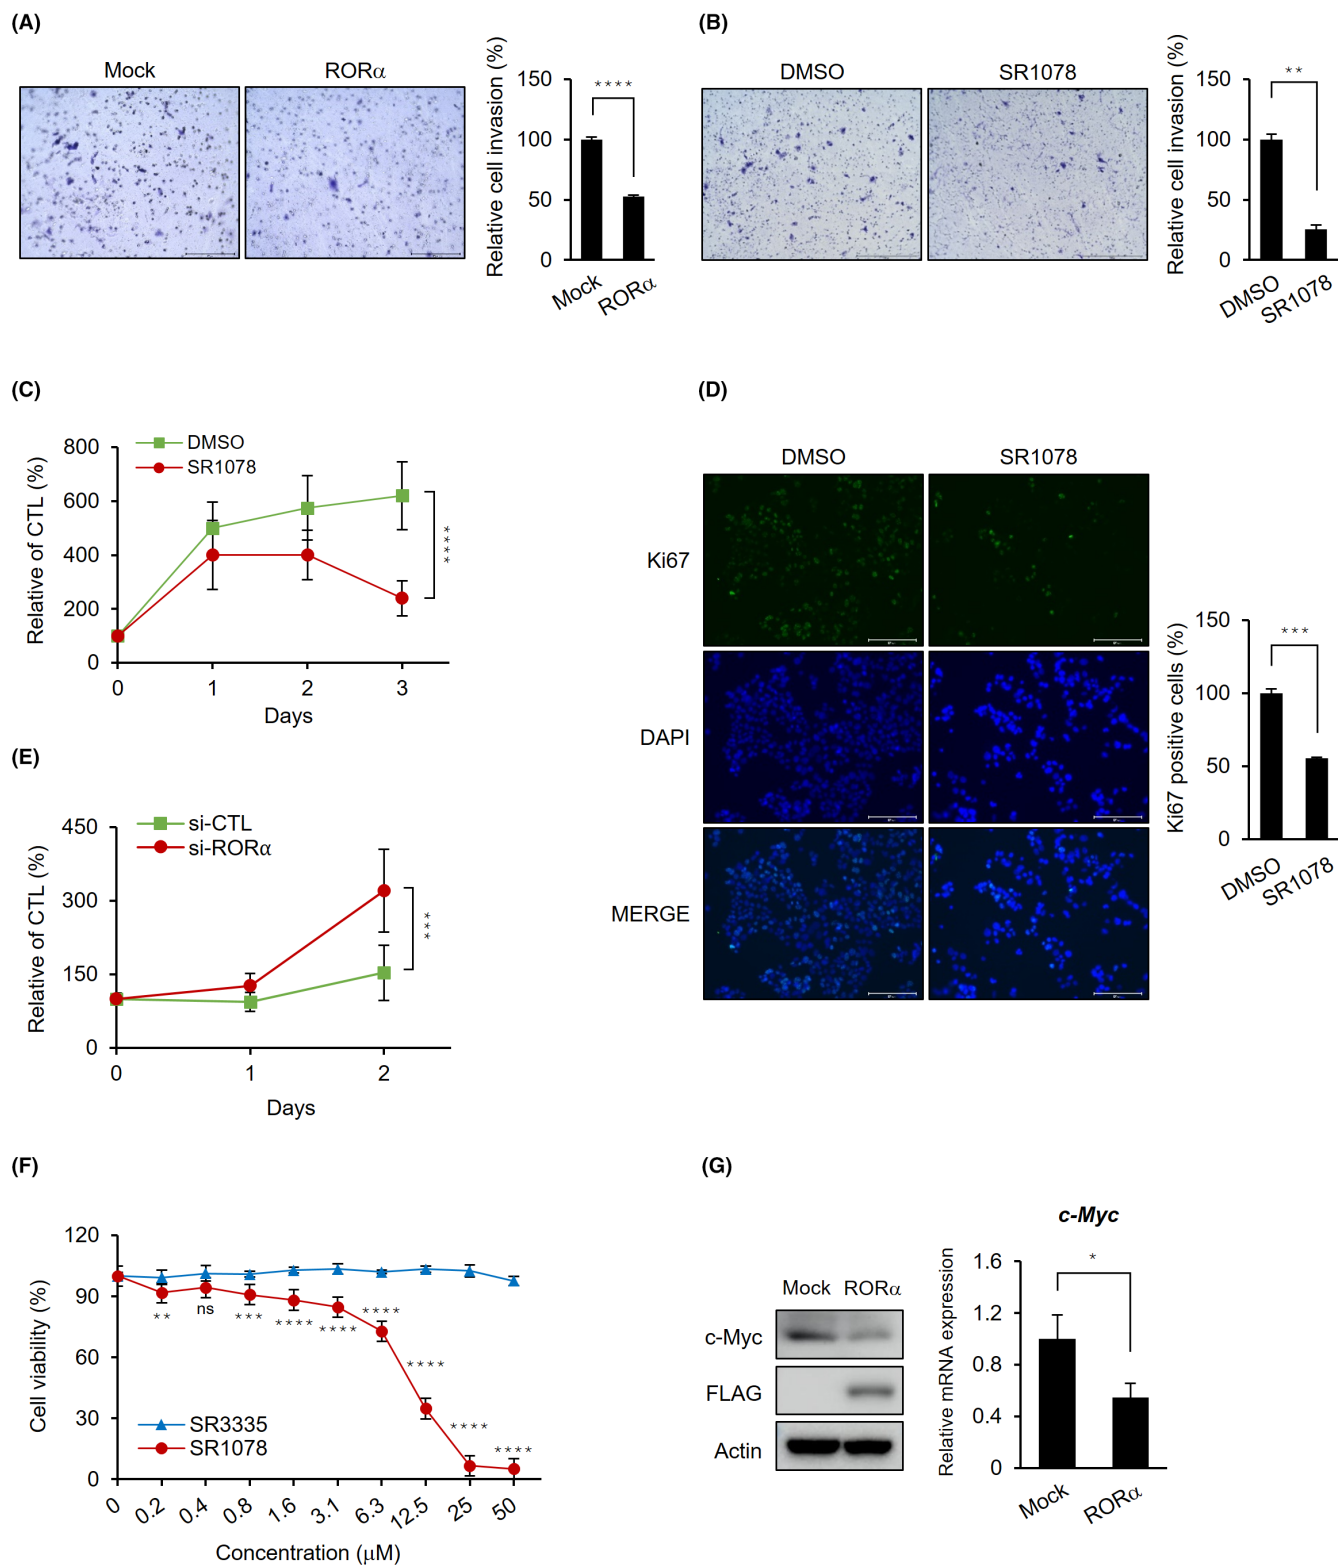 (A)
Mock
RORα
Relative cell invasion (%)
150
100
50
0
****
Mock
RORα
(B)
DMSO
SR1078
Relative cell invasion (%)
150
100
50
0
**
DMSO
SR1078
(C)
DMSO
SR1078
Relative of CTL (%)
800
600
400
200
0
****
0 1 2 3
Days
(D)
DMSO
SR1078
Ki67
DAPI
MERGE
Ki67 positive cells (%)
150
100
50
0
***
DMSO
SR1078
(E)
si-CTL
si-RORα
Relative of CTL (%)
450
300
150
0
***
0 1 2
Days
(F)
Cell viability (%)
120
90
60
30
0
** ns *** **** **** **** **** **** ****
SR3335
SR1078
0 0.2 0.4 0.8 1.6 3.1 6.3 12.5 25 50
Concentration (μM)
(G)
Mock RORα
c-Myc
FLAG
Actin
c-Myc
Relative mRNA expression
1.6
1.2
0.8
0.4
0
*
Mock
RORα